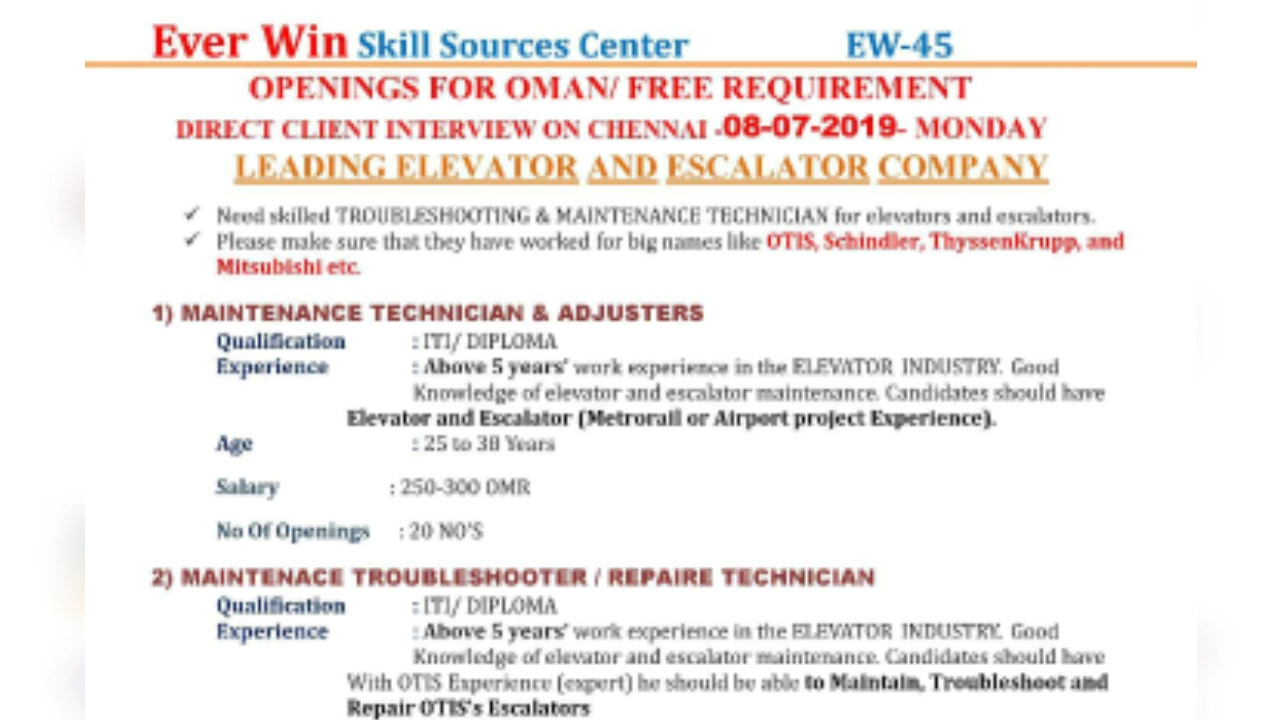 Ever Win Skill Sources Center EW-45
OPENINGS FOR OMAN/ FREE REQUIREMENT
DIRECT CLIENT INTERVIEW ON CHENNAI -08-07-2019- MONDAY
LEADING ELEVATOR AND ESCALATOR COMPANY
✓ Need skilled TROUBLESHOOTING & MAINTENANCE TECHNICIAN for elevators and escalators.
✓ Please make sure that they have worked for big names like OTIS, Schindler, ThyssenKrupp, and
Mitsubishi etc.
1) MAINTENANCE TECHNICIAN & ADJUSTERS
Qualification : ITI/ DIPLOMA
Experience : Above 5 years' work experience in the ELEVATOR INDUSTRY. Good
Knowledge of elevator and escalator maintenance. Candidates should have
Elevator and Escalator (Metrorail or Airport project Experience).
Age : 25 to 38 Years
Salary : 250-300 OMR
No Of Openings : 20 NO'S
2) MAINTENACE TROUBLESHOOTER / REPAIRE TECHNICIAN
Qualification : ITI/ DIPLOMA
Experience : Above 5 years' work experience in the ELEVATOR INDUSTRY. Good
Knowledge of elevator and escalator maintenance. Candidates should have
With OTIS Experience (expert) he should be able to Maintain, Troubleshoot and
Repair OTIS's Escalators